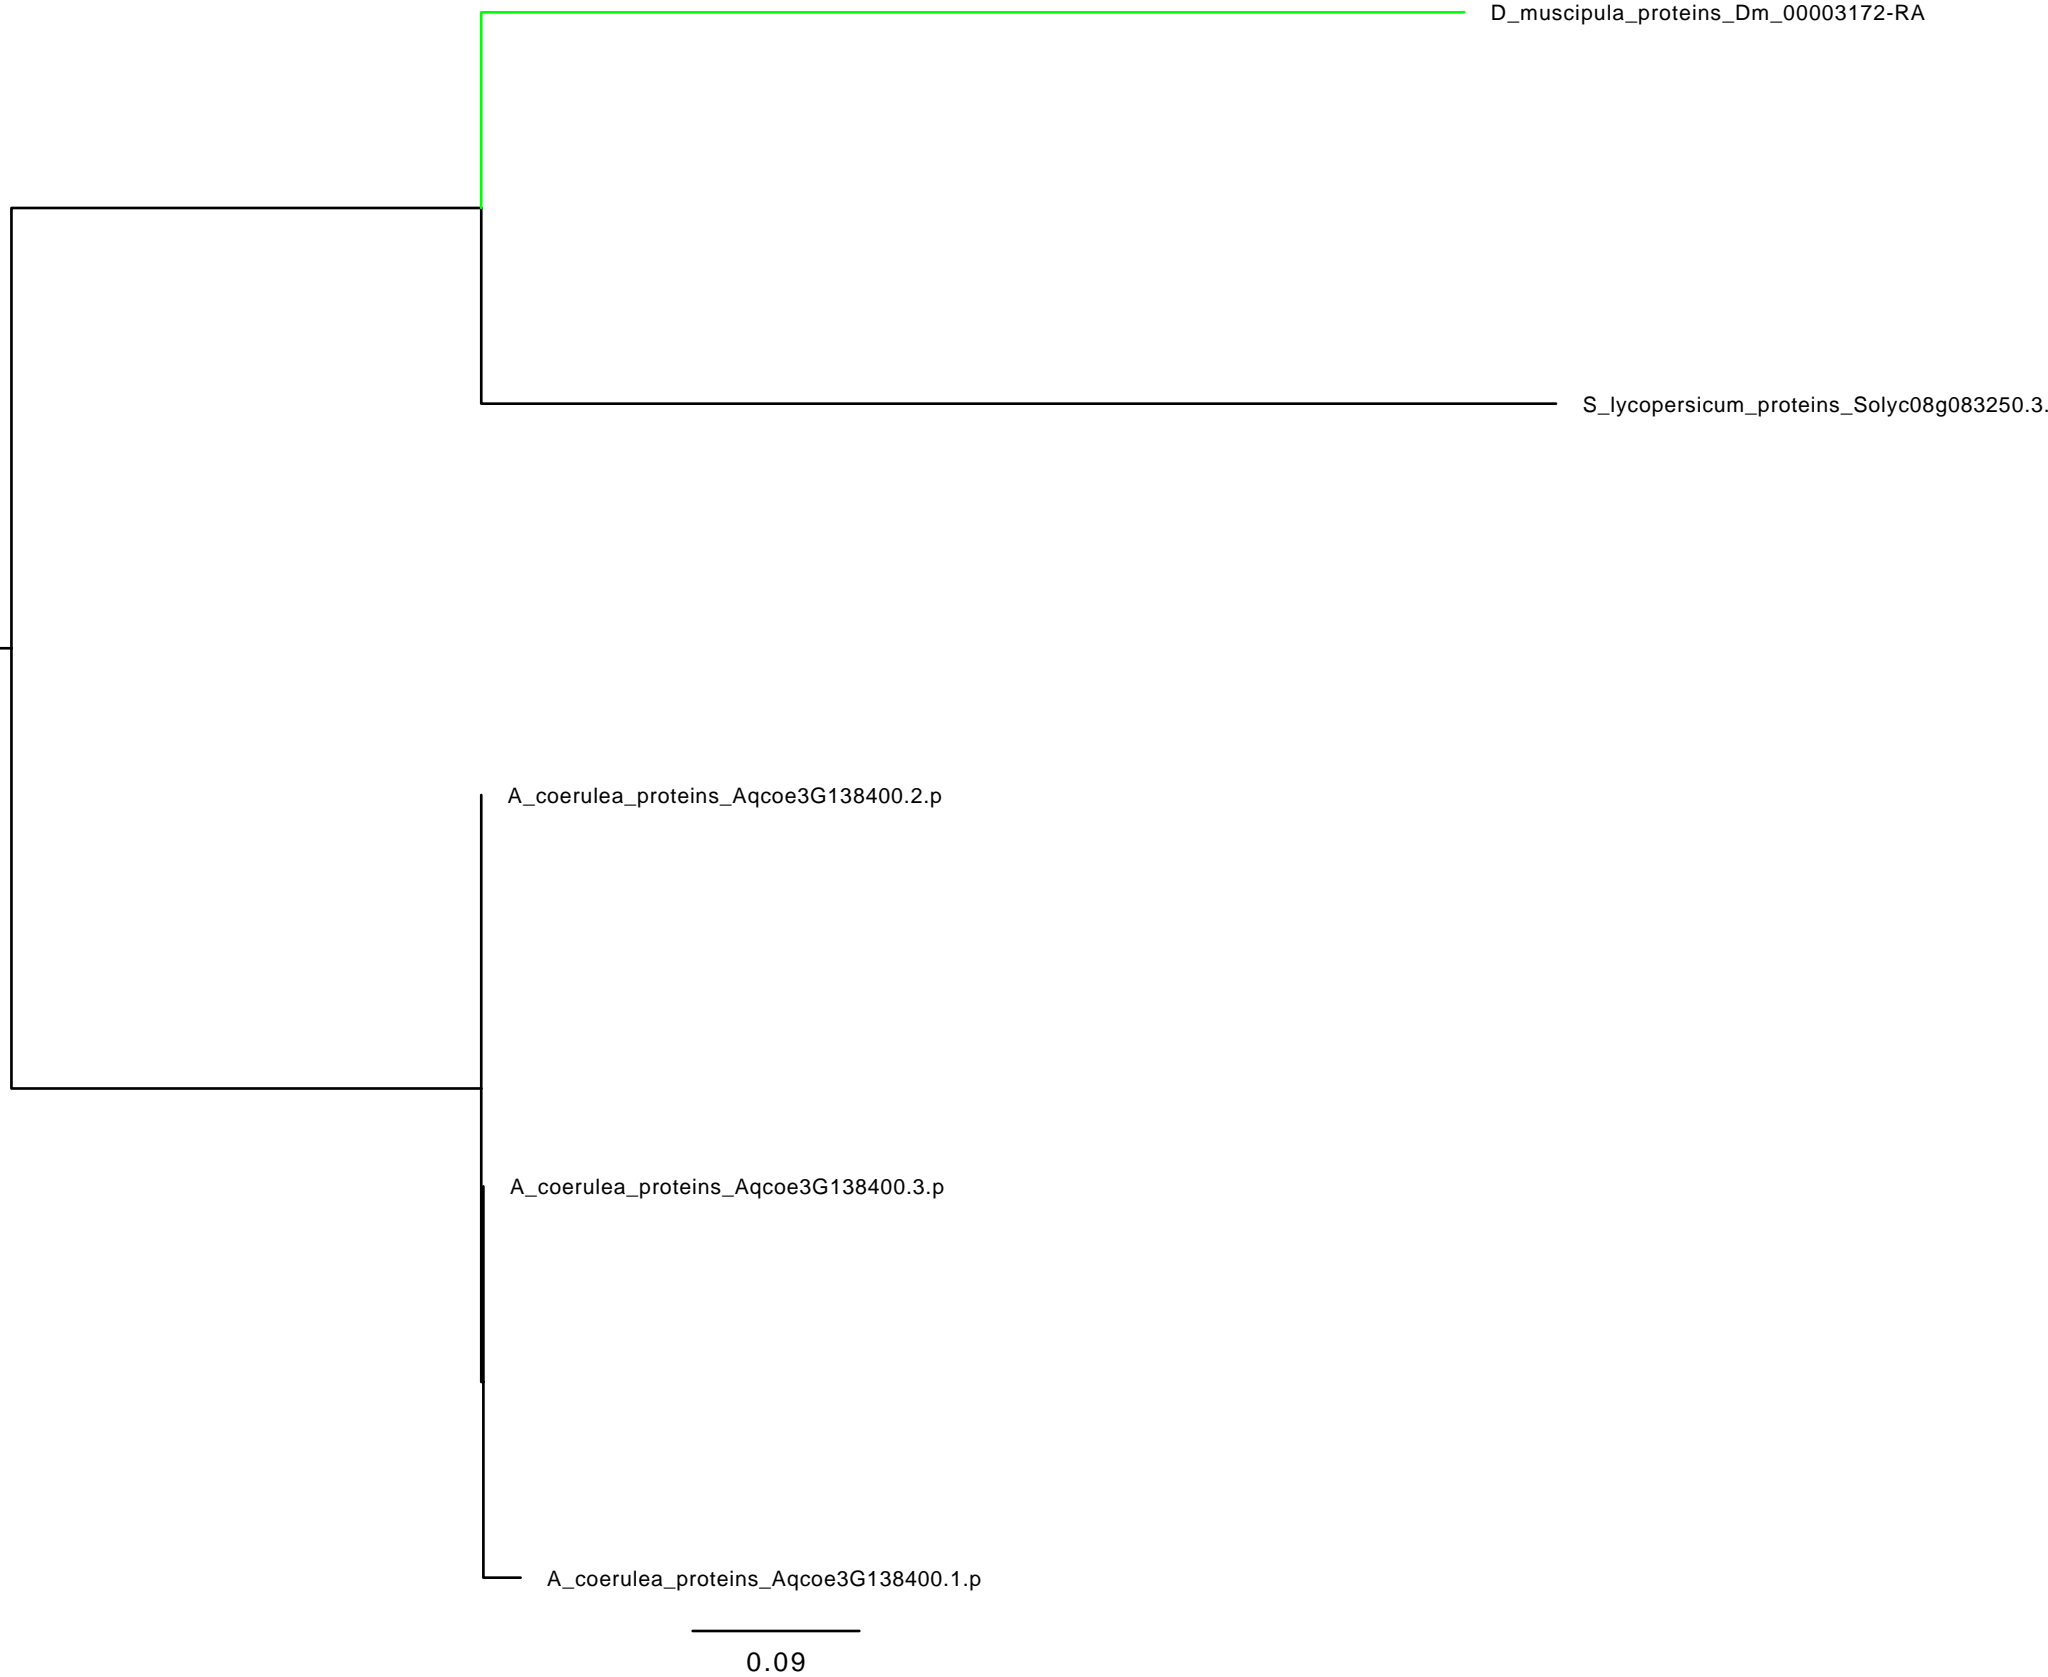 D_muscipula_proteins_Dm_00003172-RA
S_lycopersicum_proteins_Solyc08g083250.3.
A_coerulea_proteins_Aqcoe3G138400.2.p
A_coerulea_proteins_Aqcoe3G138400.3.p
A_coerulea_proteins_Aqcoe3G138400.1.p
0.09